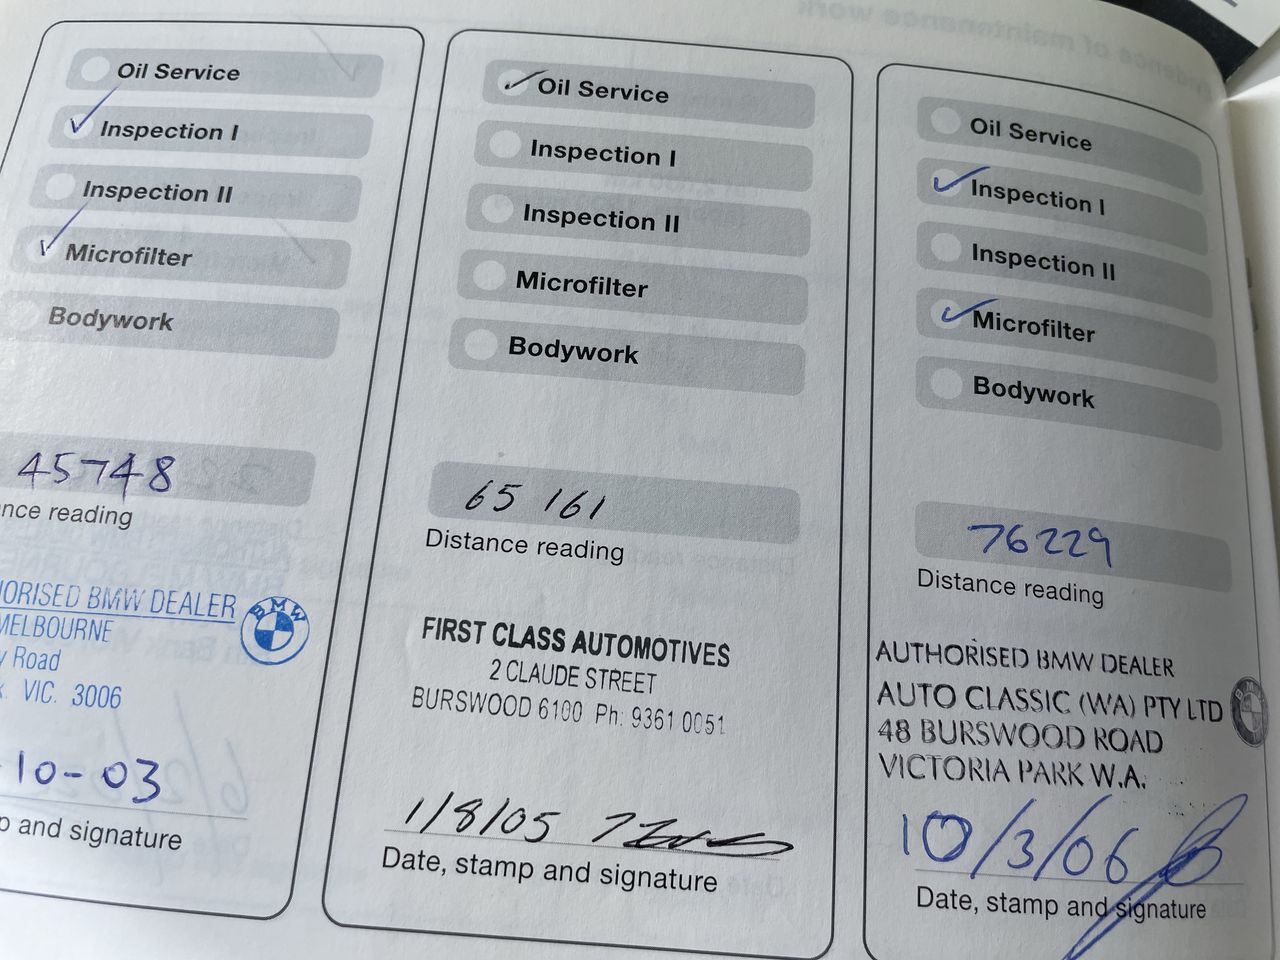 Oil Service
Inspection I
Inspection II
Microfilter
Bodywork
45748
nce reading
ORISED BMW DEALER
BMW
MELBOURNE
y Road
VIC. 3006
-10-03
p and signature
Oil Service
Inspection I
Inspection II
Microfilter
Bodywork
65 161
Distance reading
FIRST CLASS AUTOMOTIVES
2 CLAUDE STREET
BURSWOOD 6100 Ph: 9361 0051
1/8/05
Date, stamp and signature
Oil Service
Inspection I
Inspection II
Microfilter
Bodywork
76229
Distance reading
AUTHORISED BMW DEALER
AUTO CLASSIC (WA) PTY LTD
48 BURSWOOD ROAD
VICTORIA PARK W.A.
10/3/06
Date, stamp and signature